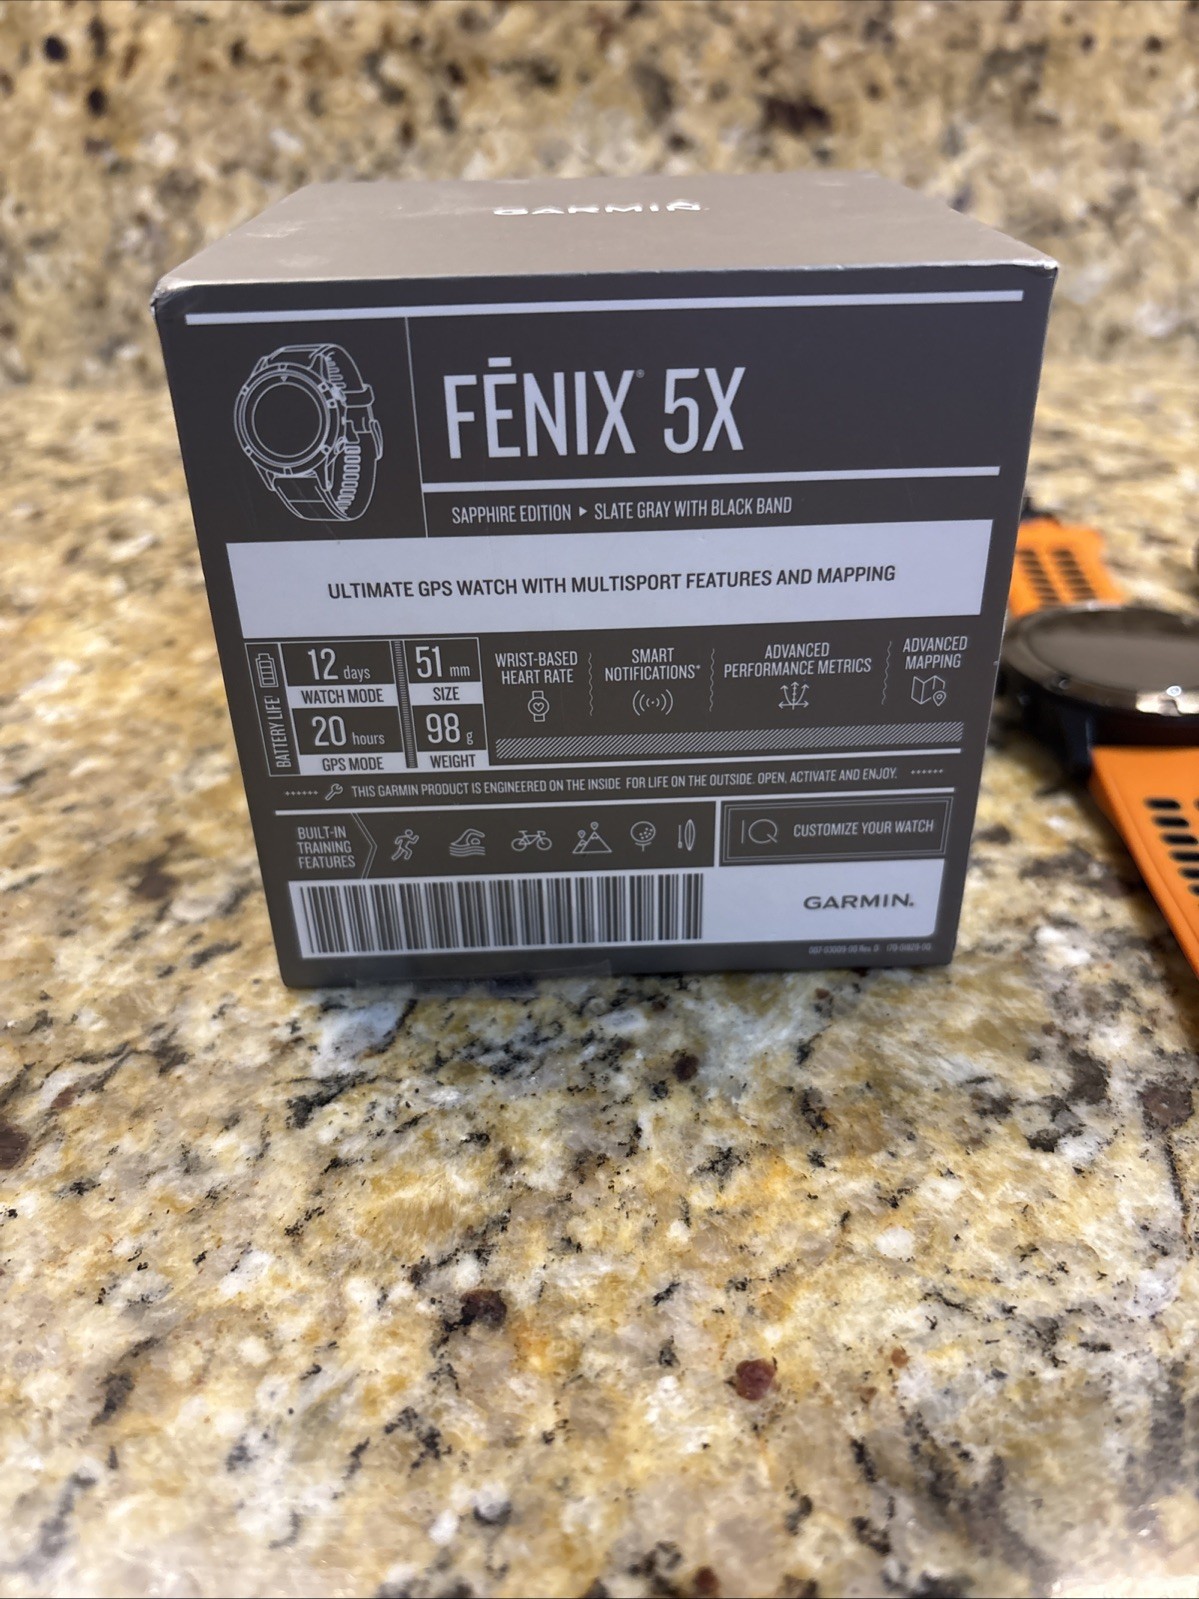 GARMIN
FĒNIX® 5X
SAPPHIRE EDITION ▸ SLATE GRAY WITH BLACK BAND
ULTIMATE GPS WATCH WITH MULTISPORT FEATURES AND MAPPING
BATTERY LIFE
12 days
WATCH MODE
20 hours
GPS MODE
51 mm
SIZE
98 g
WEIGHT
WRIST-BASED
HEART RATE
SMART
NOTIFICATIONS
ADVANCED
PERFORMANCE METRICS
ADVANCED
MAPPING
THIS GARMIN PRODUCT IS ENGINEERED ON THE INSIDE FOR LIFE ON THE OUTSIDE. OPEN, ACTIVATE AND ENJOY.
BUILT-IN
TRAINING
FEATURES
IQ CUSTOMIZE YOUR WATCH
GARMIN.